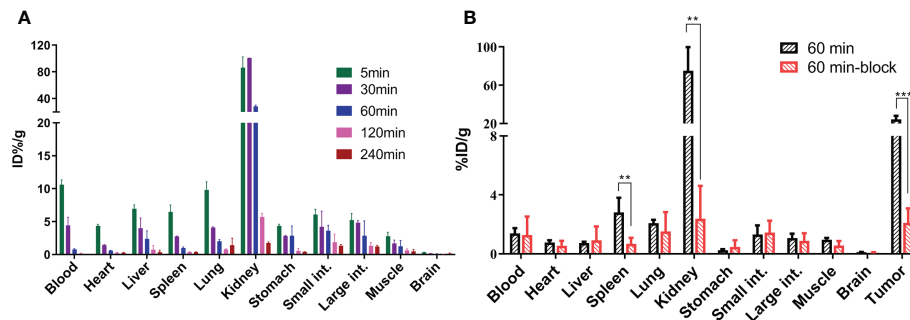 A
ID%/g
120
80
40
20
10
5
0
5min
30min
60min
120min
240min
Blood
Heart
Liver
Spleen
Lung
Kidney
Stomach
Small int.
Large int.
Muscle
Brain
B
%ID/g
100
60
20
8
4
0
60 min
60 min-block
**
**
***
Blood
Heart
Liver
Spleen
Lung
Kidney
Stomach
Small int.
Large int.
Muscle
Brain
Tumor